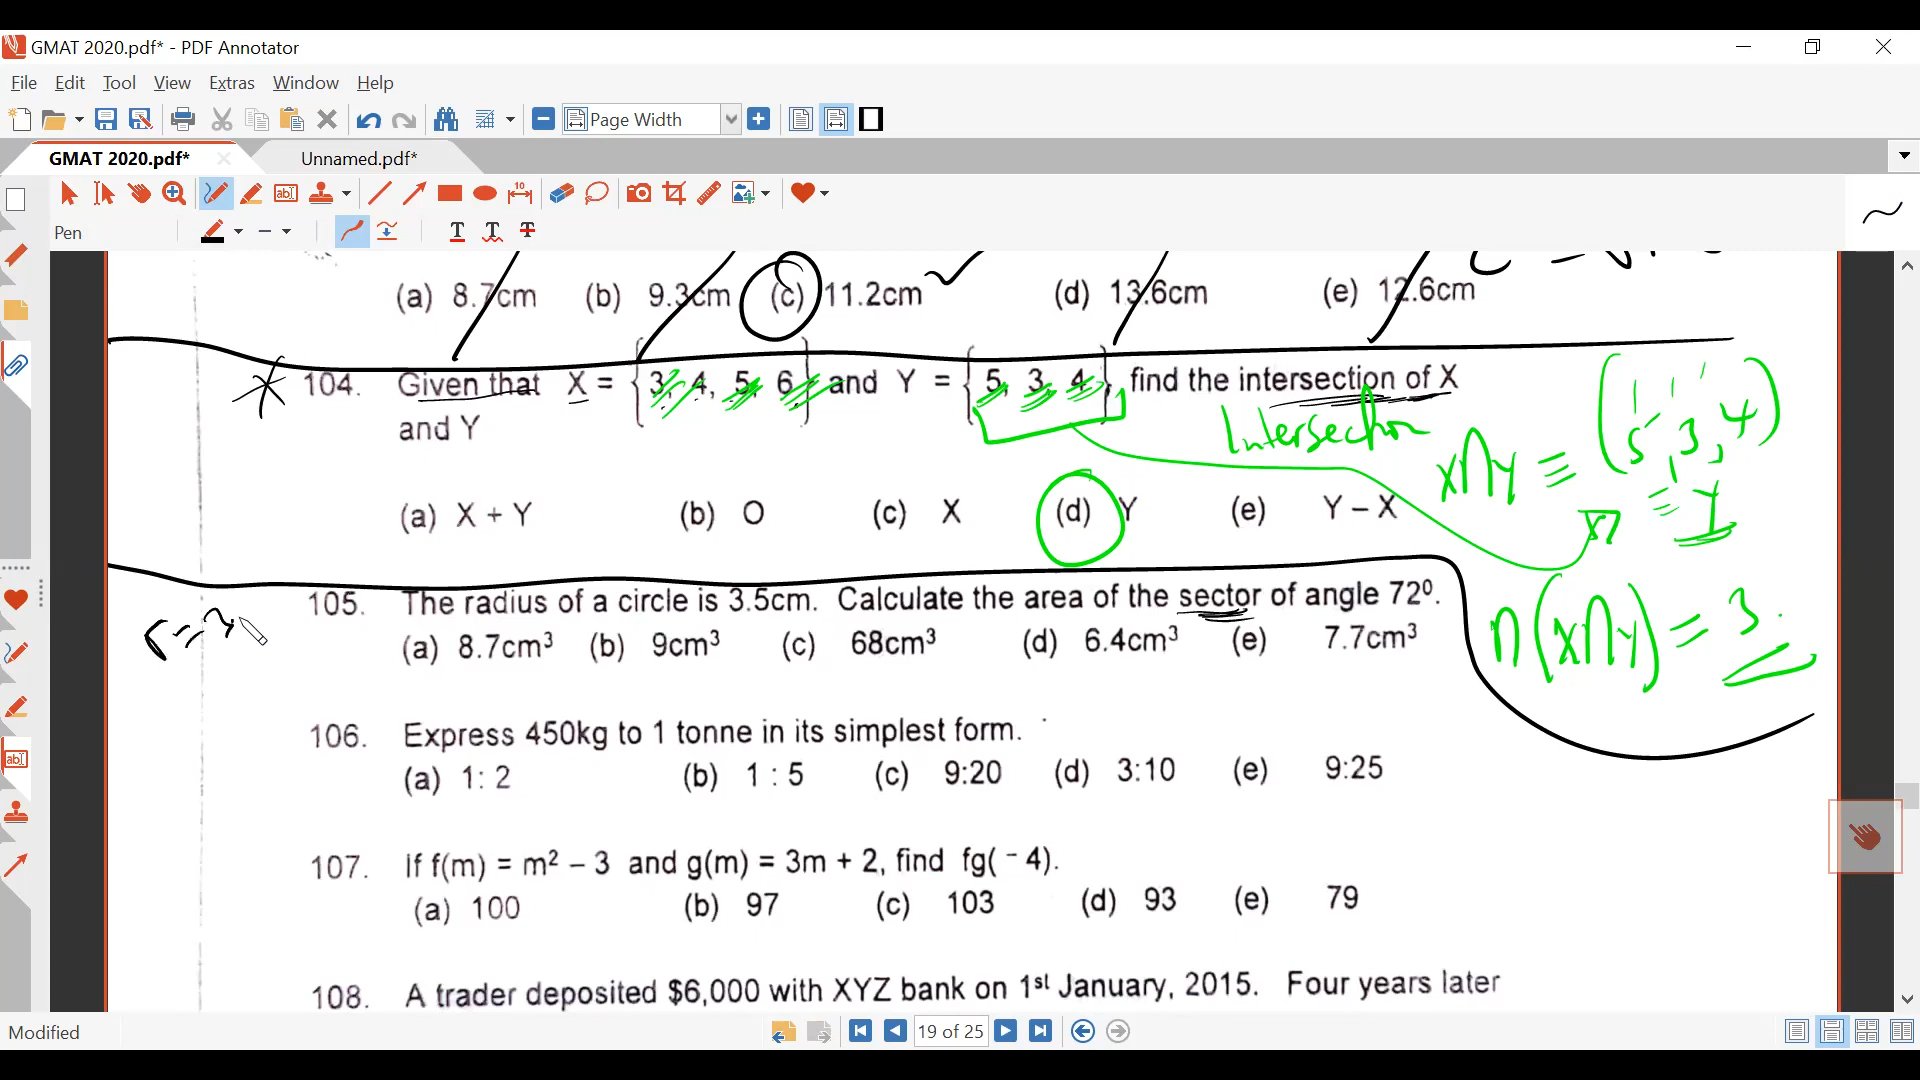 GMAT 2020.pdf* - PDF Annotator
File Edit Tool View Extras Window Help
Page Width
GMAT 2020.pdf* Unnamed.pdf*
Pen
(a) 8.7cm (b) 9.3cm (c) 11.2cm (d) 13.6cm (e) 12.6cm
104. Given that X = {3, 4, 5, 6} and Y = {5, 3, 4}, find the intersection of X
and Y
Intersection
X∩Y ≡ (5, 3, 4)
≡ Y
(a) X + Y (b) O (c) X (d) Y (e) Y – X
105. The radius of a circle is 3.5cm. Calculate the area of the sector of angle 72⁰.
r = 3
(a) 8.7cm³ (b) 9cm³ (c) 68cm³ (d) 6.4cm³ (e) 7.7cm³
n(X∩Y) = 3.
106. Express 450kg to 1 tonne in its simplest form.
(a) 1: 2 (b) 1 : 5 (c) 9:20 (d) 3:10 (e) 9:25
107. If f(m) = m² – 3 and g(m) = 3m + 2, find fg(⁻4).
(a) 100 (b) 97 (c) 103 (d) 93 (e) 79
108. A trader deposited $6,000 with XYZ bank on 1st January, 2015. Four years later
Modified
19 of 25